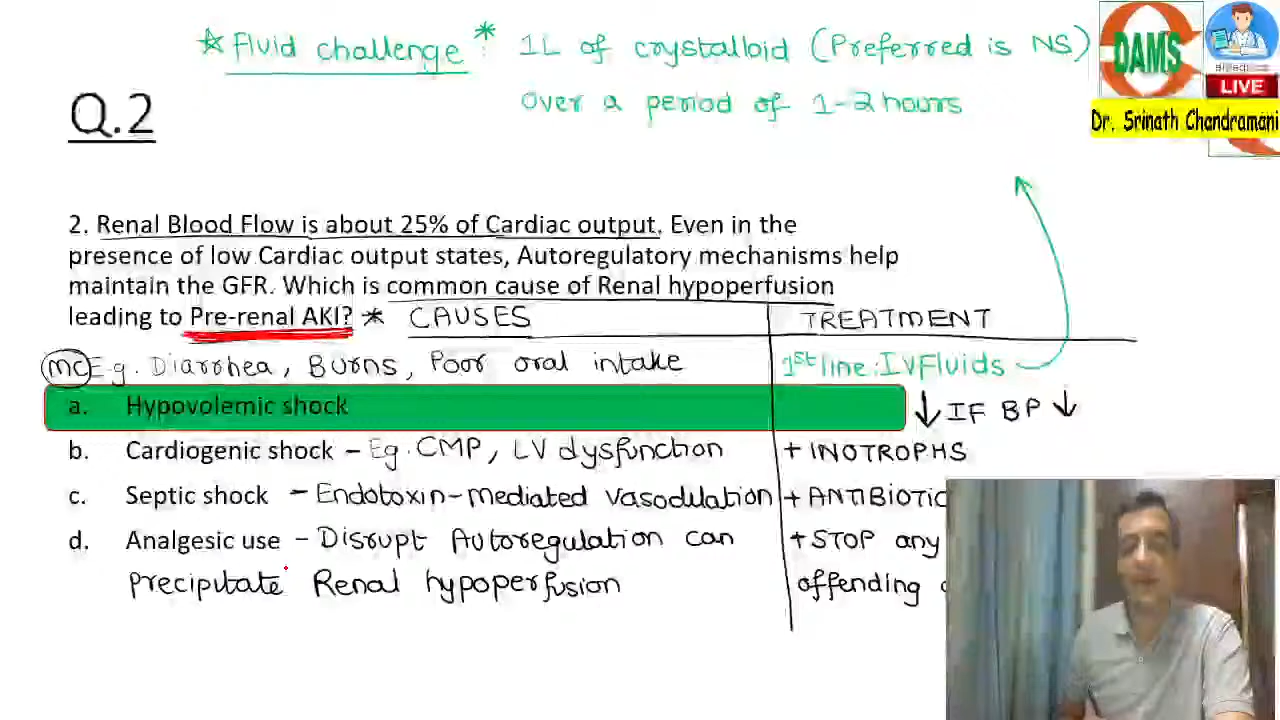 ☆ Fluid challenge * : 1L of crystalloid (Preferred is NS)
over a period of 1-2 hours
DAMS
LIVE
Dr. Srinath Chandramani
Q.2
2. Renal Blood Flow is about 25% of Cardiac output. Even in the
presence of low Cardiac output states, Autoregulatory mechanisms help
maintain the GFR. Which is common cause of Renal hypoperfusion
leading to Pre-renal AKI? * CAUSES TREATMENT
MC E.g. Diarrhea, Burns, Poor oral intake 1st line: IV Fluids
a. Hypovolemic shock ↓ IF BP ↓
b. Cardiogenic shock – Eg. CMP, LV dysfunction + INOTROPHS
c. Septic shock – Endotoxin-mediated vasodilation + ANTIBIOTIC
d. Analgesic use – Disrupt Autoregulation can + STOP any
precipitate Renal hypoperfusion offending